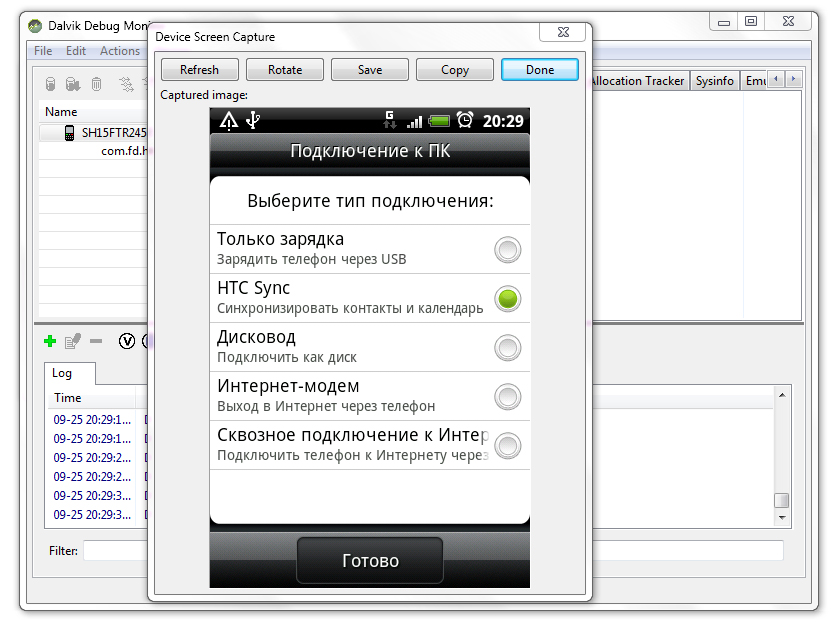 Dalvik Debug Moni
Device Screen Capture
File Edit Actions
Refresh Rotate Save Copy Done
Captured image:
Allocation Tracker Sysinfo Emu
Name
SH15FTR245
com.fd.h
20:29
Подключение к ПК
Выберите тип подключения:
Только зарядка
Зарядить телефон через USB
HTC Sync
Синхронизировать контакты и календарь
Дисковод
Подключить как диск
Интернет-модем
Выход в Интернет через телефон
Сквозное подключение к Интер
Подключить телефон к Интернету через
Готово
Log
Time
09-25 20:29:1...
09-25 20:29:1...
09-25 20:29:2...
09-25 20:29:2...
09-25 20:29:3...
09-25 20:29:3...
Filter: